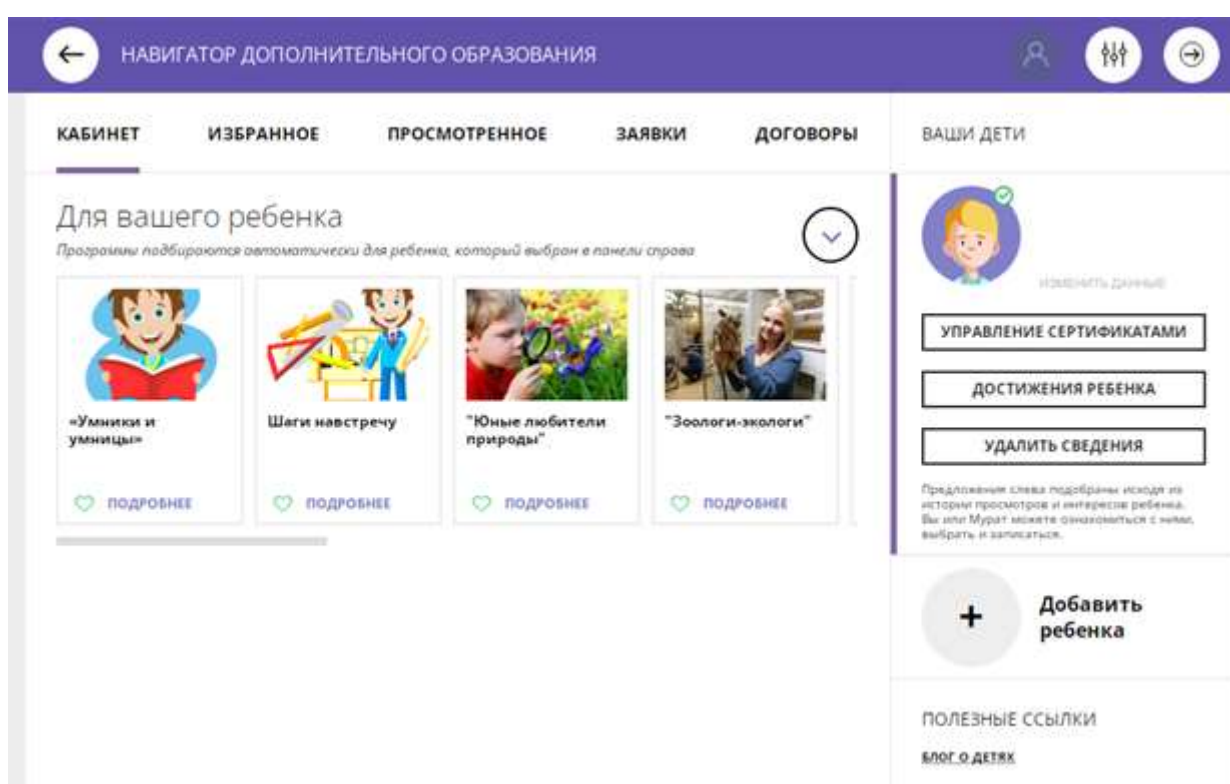 НАВИГАТОР ДОПОЛНИТЕЛЬНОГО ОБРАЗОВАНИЯ
КАБИНЕТ ИЗБРАННОЕ ПРОСМОТРЕННОЕ ЗАЯВКИ ДОГОВОРЫ
Для вашего ребенка
Программы подбираются автоматически для ребенка, который выбран в панели справа
«Умники и
умницы»
ПОДРОБНЕЕ
Шаги навстречу
ПОДРОБНЕЕ
"Юные любители
природы"
ПОДРОБНЕЕ
"Зоологи-экологи"
ПОДРОБНЕЕ
ВАШИ ДЕТИ
ИЗМЕНИТЬ ДАННЫЕ
УПРАВЛЕНИЕ СЕРТИФИКАТАМИ
ДОСТИЖЕНИЯ РЕБЕНКА
УДАЛИТЬ СВЕДЕНИЯ
Предложения слева подобраны исходя из
истории просмотров и интересов ребенка.
Вы или Мурат можете ознакомиться с ними,
выбрать и записаться.
+ Добавить
ребенка
ПОЛЕЗНЫЕ ССЫЛКИ
БЛОГ О ДЕТЯХ